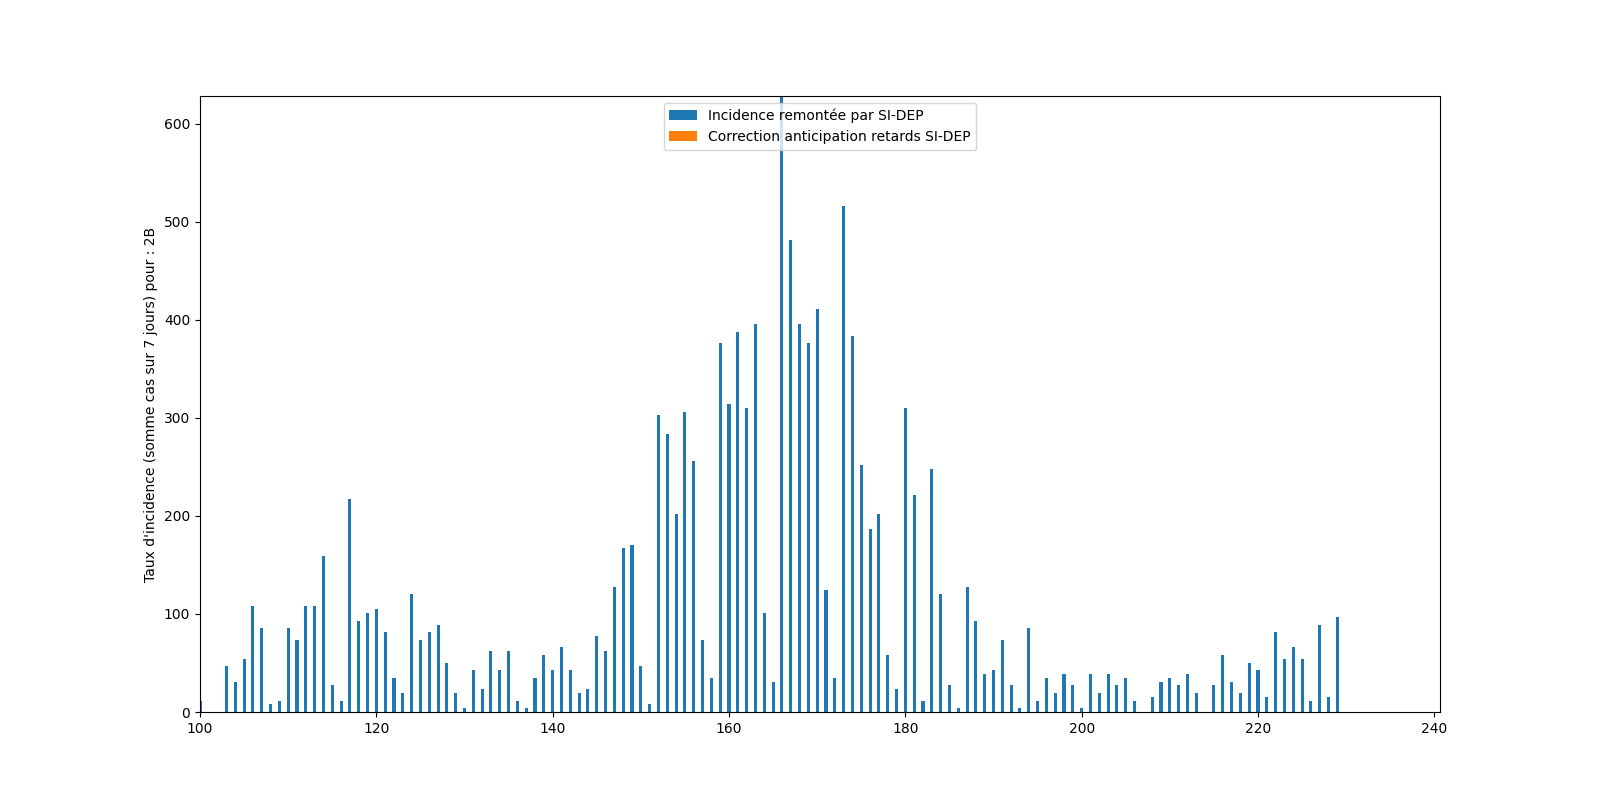 Incidence remontée par SI-DEP
Correction anticipation retards SI-DEP
Taux d'incidence (somme cas sur 7 jours) pour : 2B
600
500
400
300
200
100
0
100 120 140 160 180 200 220 240